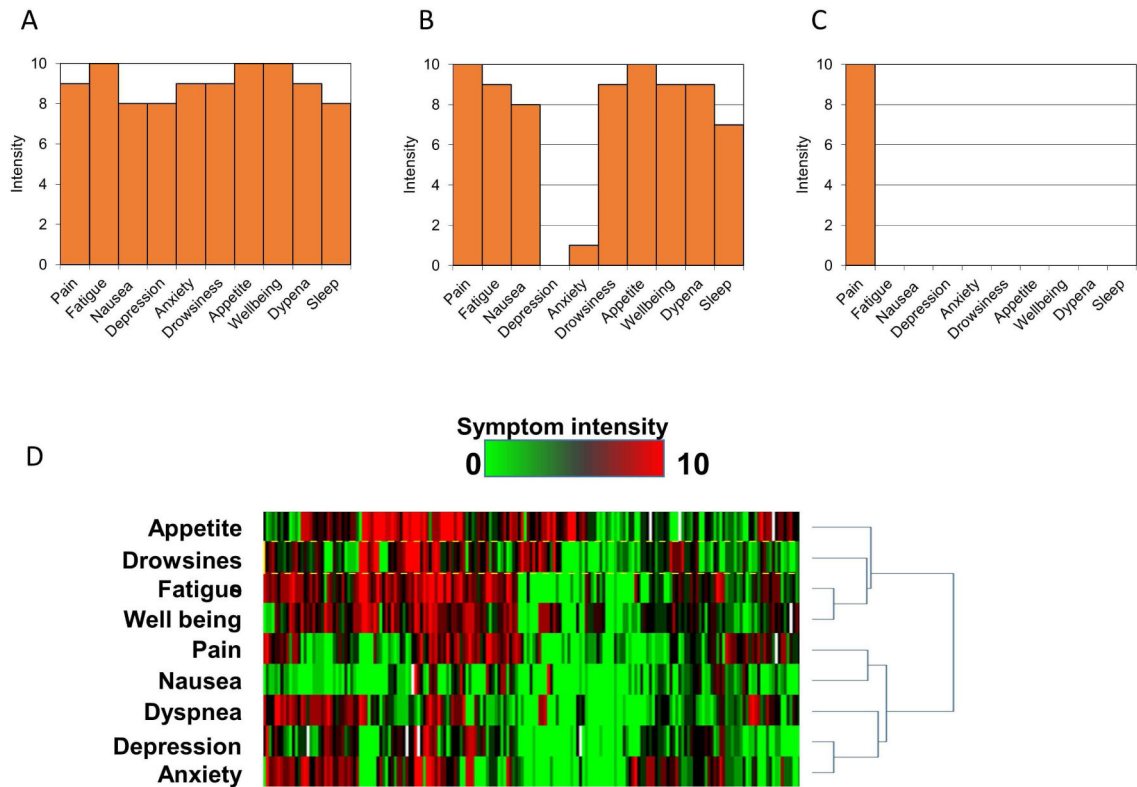 A
B
C
10
8
6
4
2
0
Intensity
Pain
Fatigue
Nausea
Depression
Anxiety
Drowsiness
Appetite
Wellbeing
Dypena
Sleep
10
8
6
4
2
0
Intensity
Pain
Fatigue
Nausea
Depression
Anxiety
Drowsiness
Appetite
Wellbeing
Dypena
Sleep
10
8
6
4
2
0
Intensity
Pain
Fatigue
Nausea
Depression
Anxiety
Drowsiness
Appetite
Wellbeing
Dypena
Sleep
D
Symptom intensity
0 10
Appetite
Drowsines
Fatigue
Well being
Pain
Nausea
Dyspnea
Depression
Anxiety